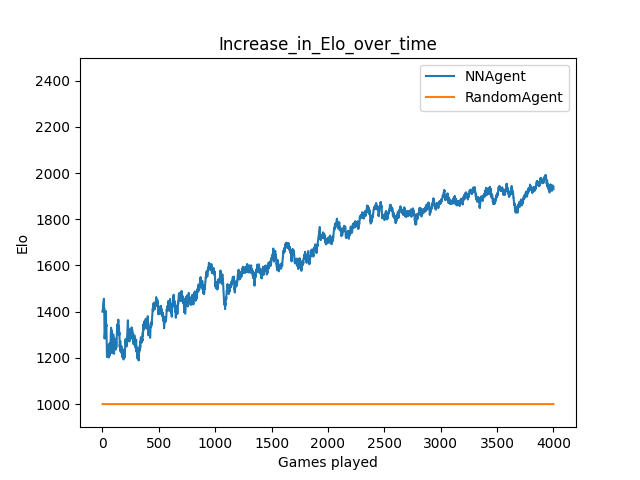 Increase_in_Elo_over_time
NNAgent
RandomAgent
2400
2200
2000
1800
1600
1400
1200
1000
Elo
0 500 1000 1500 2000 2500 3000 3500 4000
Games played